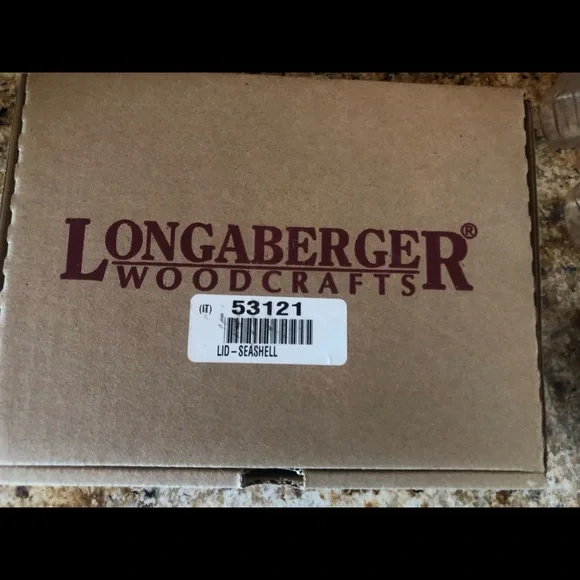 LONGABERGER®
WOODCRAFTS
(IT) 53121
LID-SEASHELL